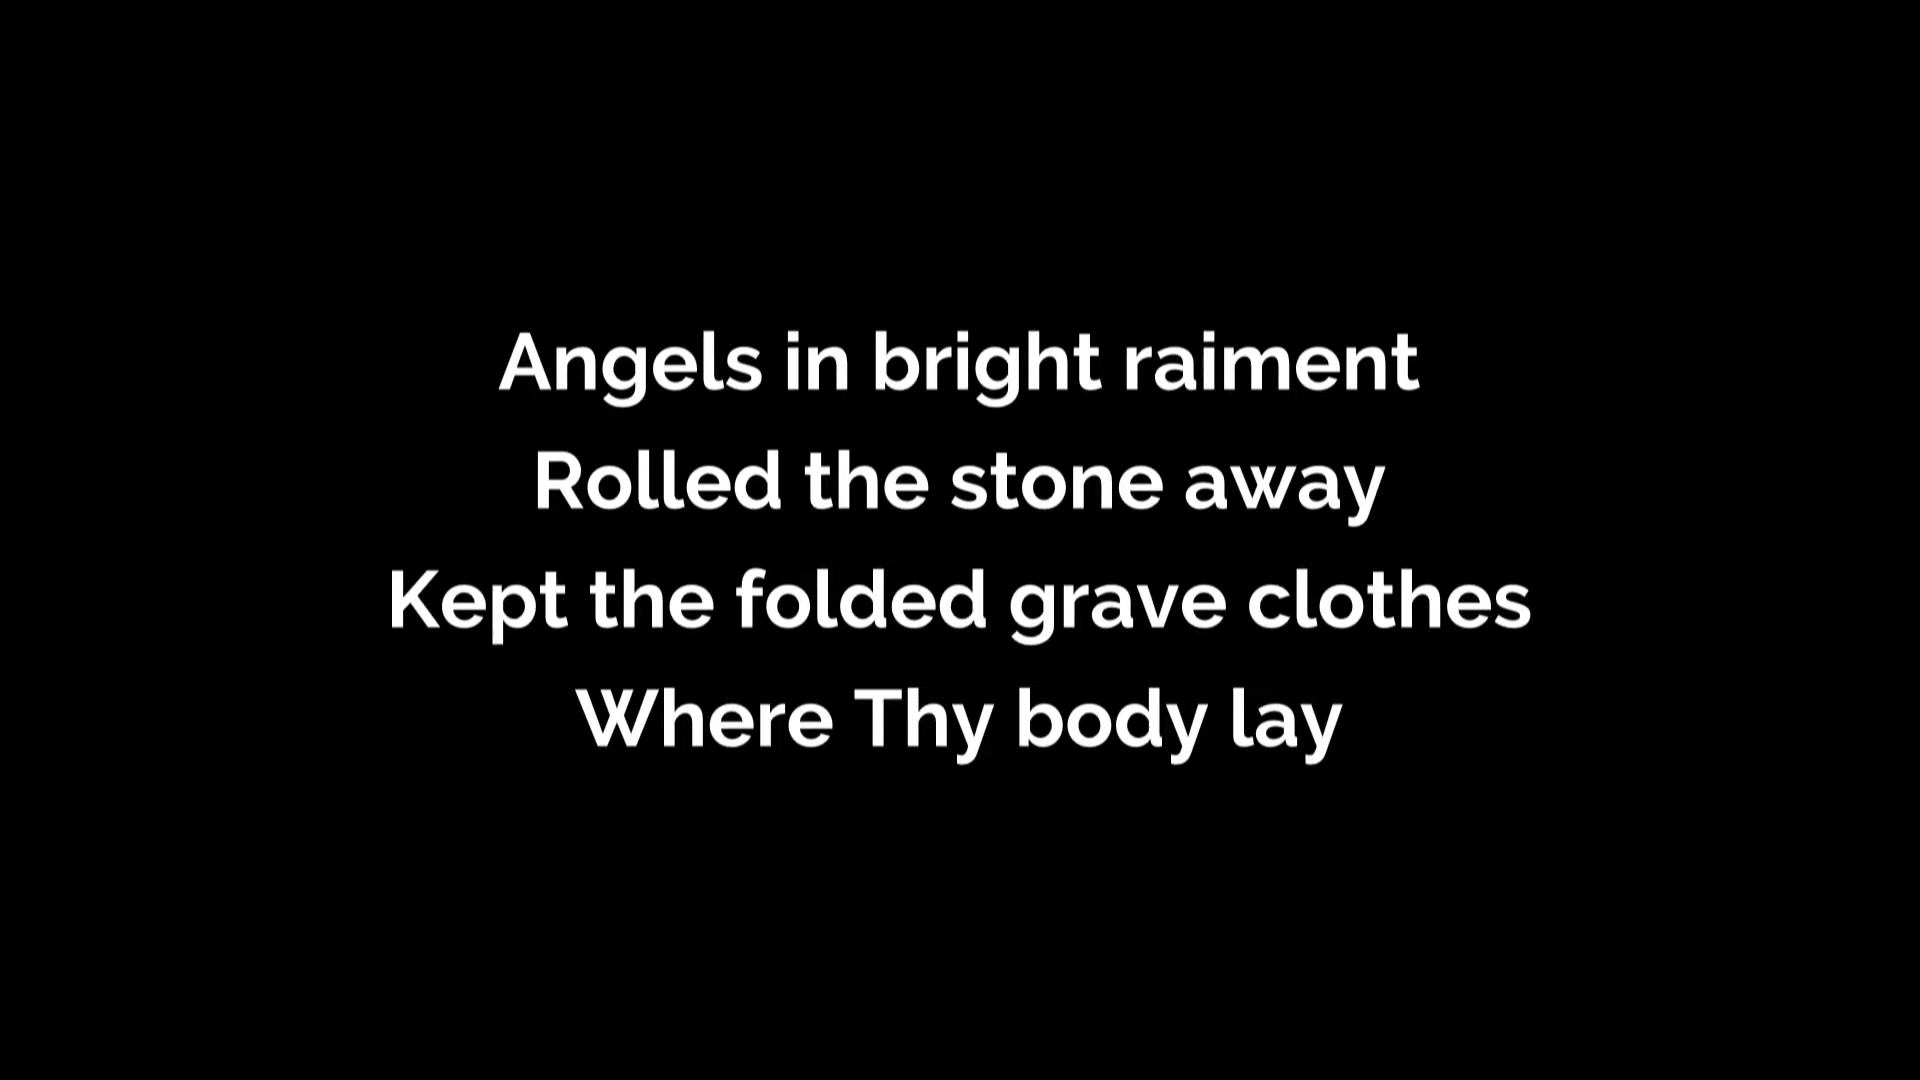 Angels in bright raiment
Rolled the stone away
Kept the folded grave clothes
Where Thy body lay